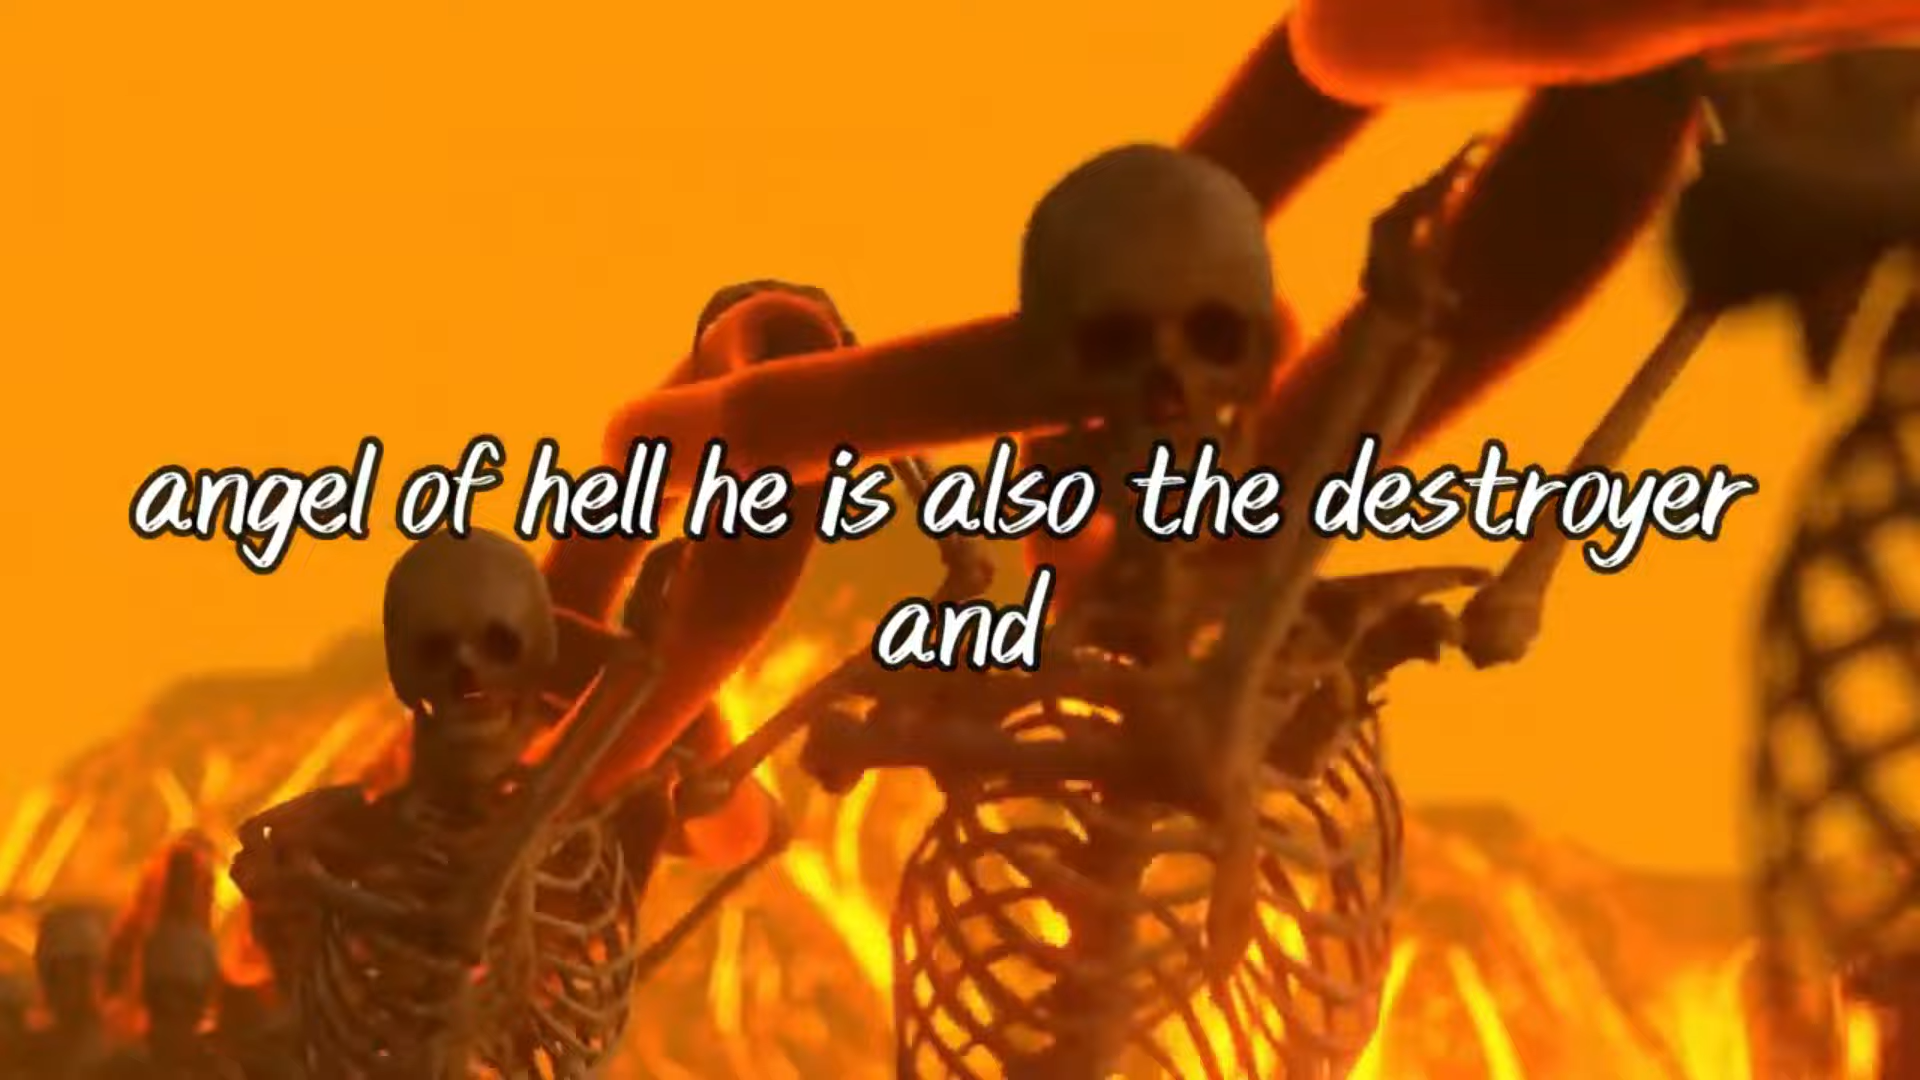 angel of hell he is also the destroyer
and